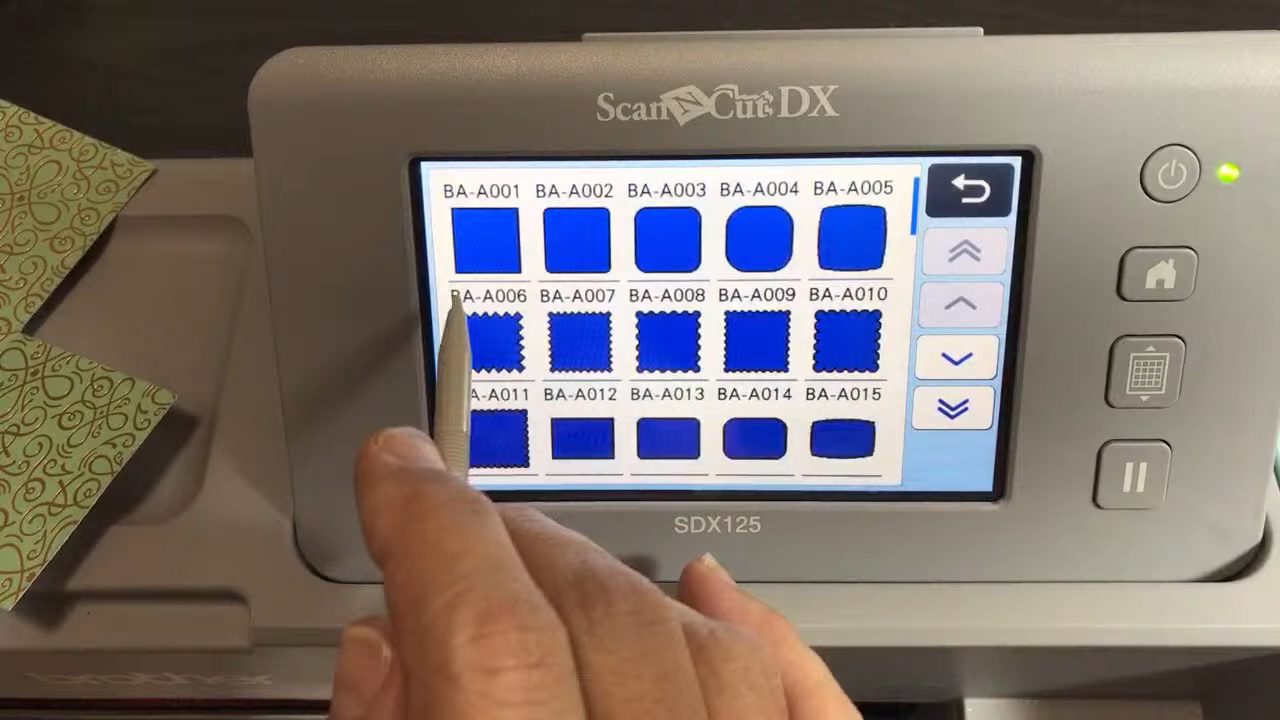 ScanNCut DX
BA-A001 BA-A002 BA-A003 BA-A004 BA-A005
BA-A006 BA-A007 BA-A008 BA-A009 BA-A010
A-A011 BA-A012 BA-A013 BA-A014 BA-A015
SDX125
brother